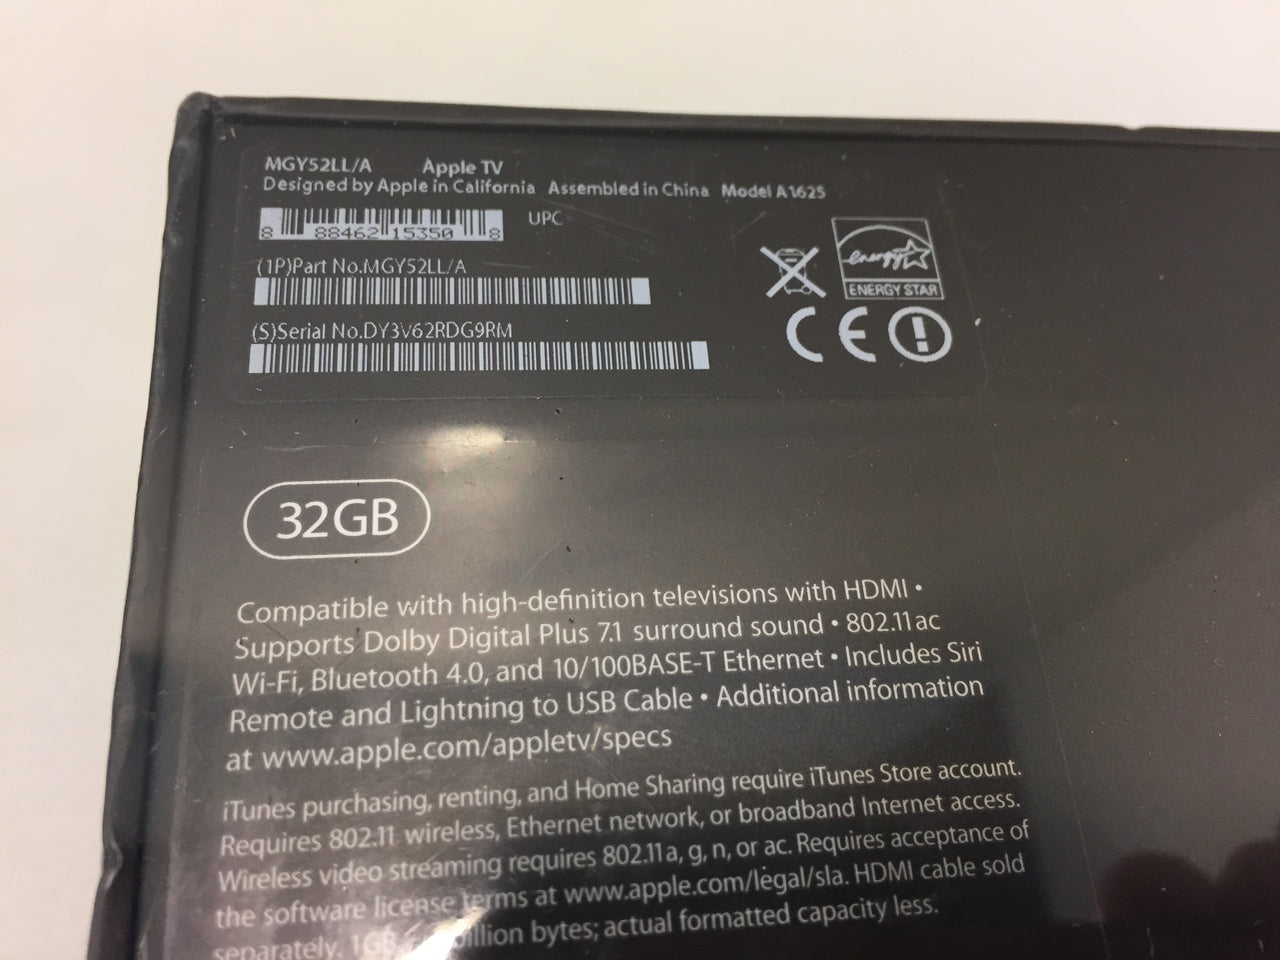 MGY52LL/A Apple TV
Designed by Apple in California Assembled in China Model A1625
8 88462 15350 8 UPC
(1P)Part No.MGY52LL/A
(S)Serial No.DY3V62RDG9RM
energy
ENERGY STAR
CE
32GB
Compatible with high-definition televisions with HDMI •
Supports Dolby Digital Plus 7.1 surround sound • 802.11ac
Wi-Fi, Bluetooth 4.0, and 10/100BASE-T Ethernet • Includes Siri
Remote and Lightning to USB Cable • Additional information
at www.apple.com/appletv/specs
iTunes purchasing, renting, and Home Sharing require iTunes Store account.
Requires 802.11 wireless, Ethernet network, or broadband Internet access.
Wireless video streaming requires 802.11a, g, n, or ac. Requires acceptance of
the software license terms at www.apple.com/legal/sla. HDMI cable sold
separately. 1GB billion bytes; actual formatted capacity less.